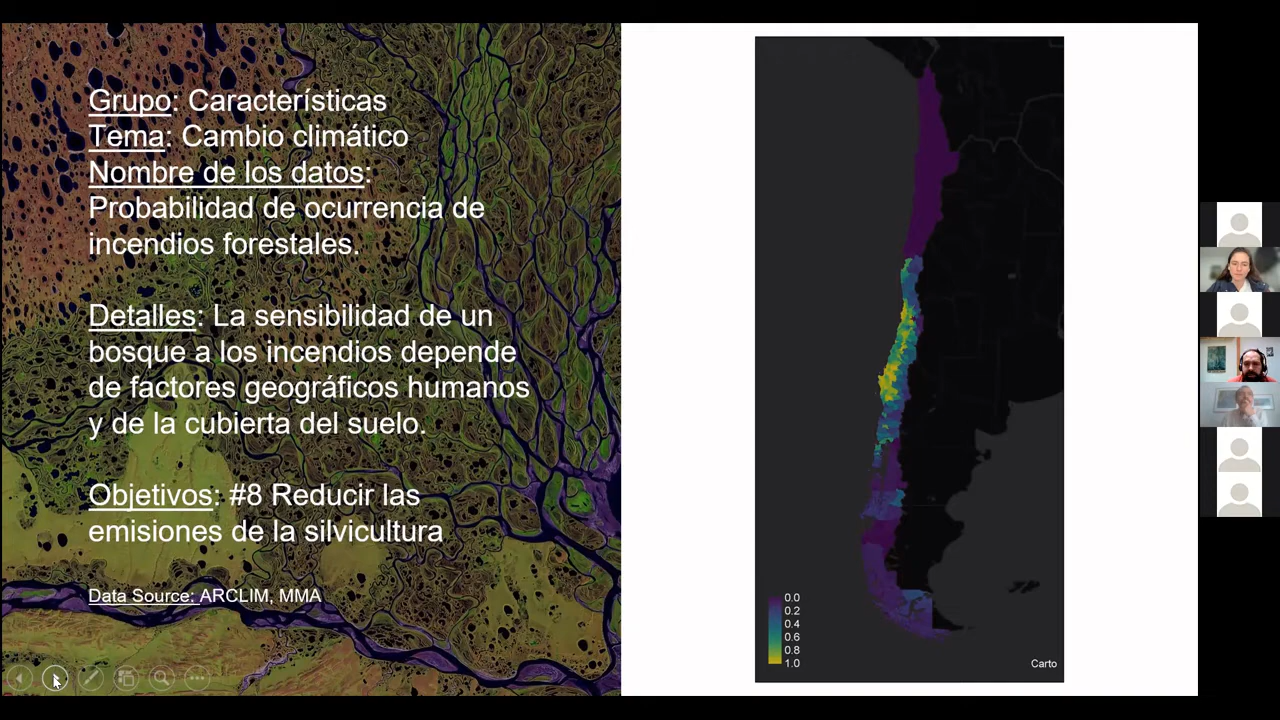 Grupo: Características
Tema: Cambio climático
Nombre de los datos:
Probabilidad de ocurrencia de
incendios forestales.
Detalles: La sensibilidad de un
bosque a los incendios depende
de factores geográficos humanos
y de la cubierta del suelo.
Objetivos: #8 Reducir las
emisiones de la silvicultura
Data Source: ARCLIM, MMA
0.0
0.2
0.4
0.6
0.8
1.0
Carto